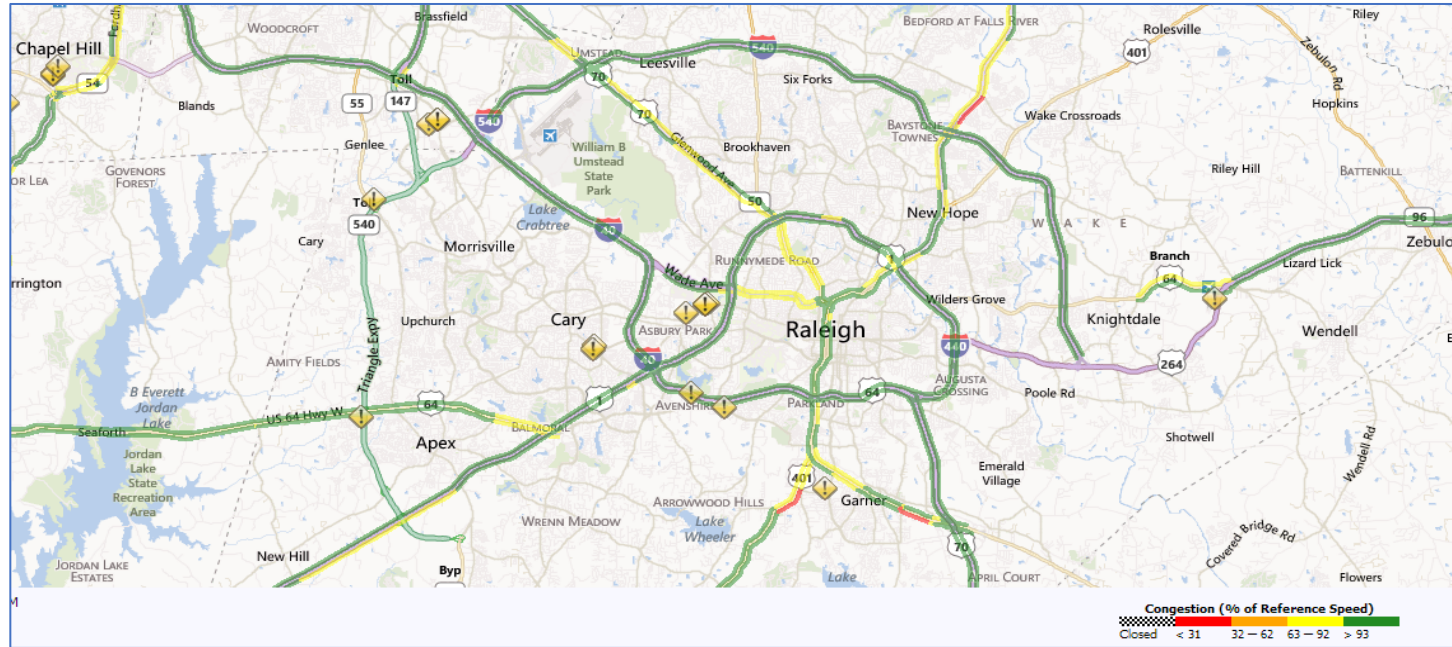 Brassfield
BEDFORD AT FALLS RIVER
Riley
Rolesville
WOODCROFT
Chapel Hill
UMSTEAD
540
401
Zebulon Rd
Leesville
Toll
70
Six Forks
54
Hopkins
55
147
Blands
70
540
Wake Crossroads
BAYSTONE
TOWNES
Genlee
Glenwood Ave
Brookhaven
William B
Umstead
State
Park
GOVENORS
FOREST
OR LEA
Riley Hill
BATTENKILL
50
New Hope
Lake
Crabtree
96
540
40
W A K E
Cary
Morrisville
Zebulo
Branch
1
RUNNYMEDE ROAD
Lizard Lick
64
Wade Ave
rrington
Wilders Grove
Upchurch
Cary
ASBURY PARK
Raleigh
Knightdale
Wendell
Triangle Expy
440
40
264
AMITY FIELDS
AUGUSTA
CROSSING
Poole Rd
B Everett
Jordan
Lake
64
1
AVENSHIRE
PARKLAND
64
US 64 Hwy W
Seaforth
BALMORAL
Apex
Shotwell
Wendell Rd
Jordan
Lake
State
Recreation
Area
Emerald
Village
401
ARROWWOOD HILLS
Garner
WRENN MEADOW
Lake
Wheeler
Covered Bridge Rd
70
New Hill
JORDAN LAKE
ESTATES
Byp
Lake
APRIL COURT
Flowers
M
Congestion (% of Reference Speed)
Closed < 31 32 – 62 63 – 92 > 93